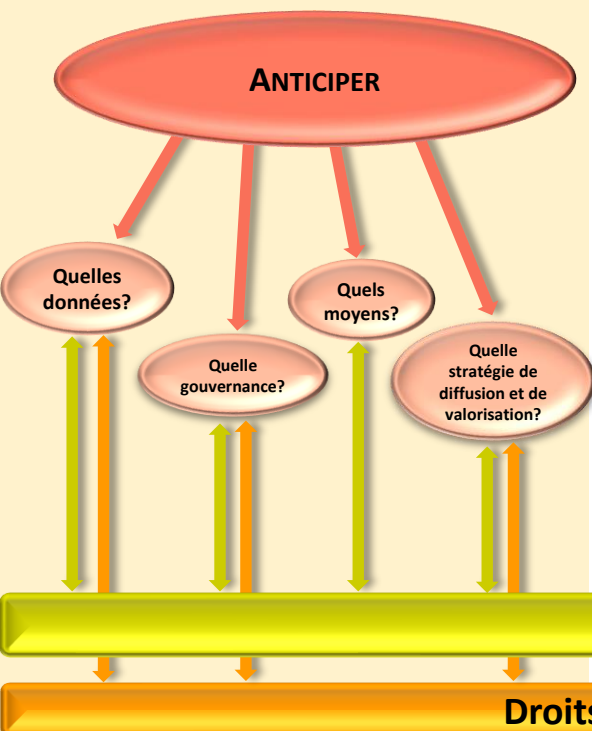 ANTICIPER
Quelles
données?
Quelle
gouvernance?
Quels
moyens?
Quelle
stratégie de
diffusion et de
valorisation?
Droits